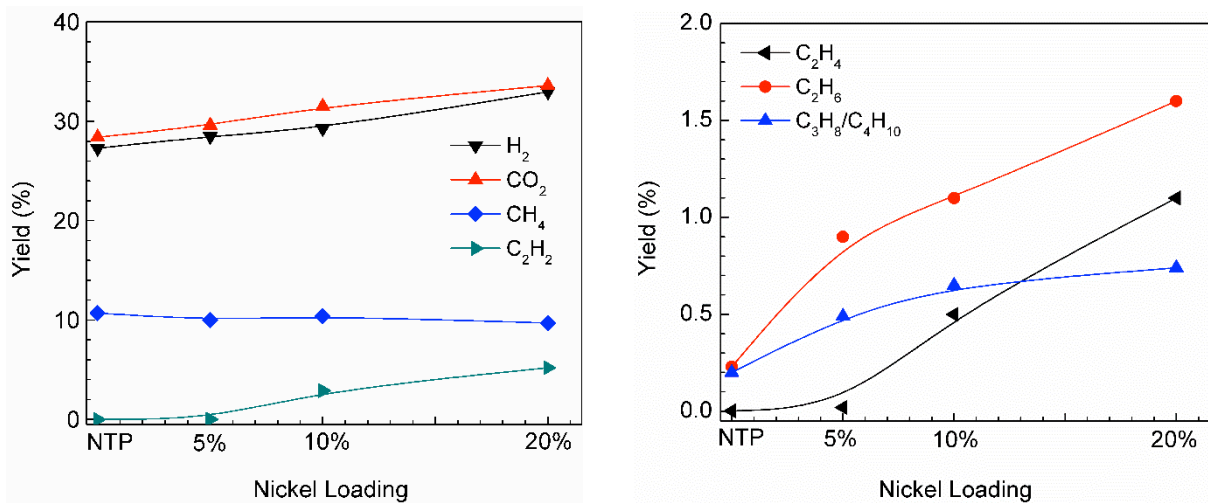 40
30
20
10
0
Yield (%)
H₂
CO₂
CH₄
C₂H₂
NTP 5% 10% 20%
Nickel Loading
2.0
1.5
1.0
0.5
0.0
Yield (%)
C₂H₄
C₂H₆
C₃H₈/C₄H₁₀
NTP 5% 10% 20%
Nickel Loading